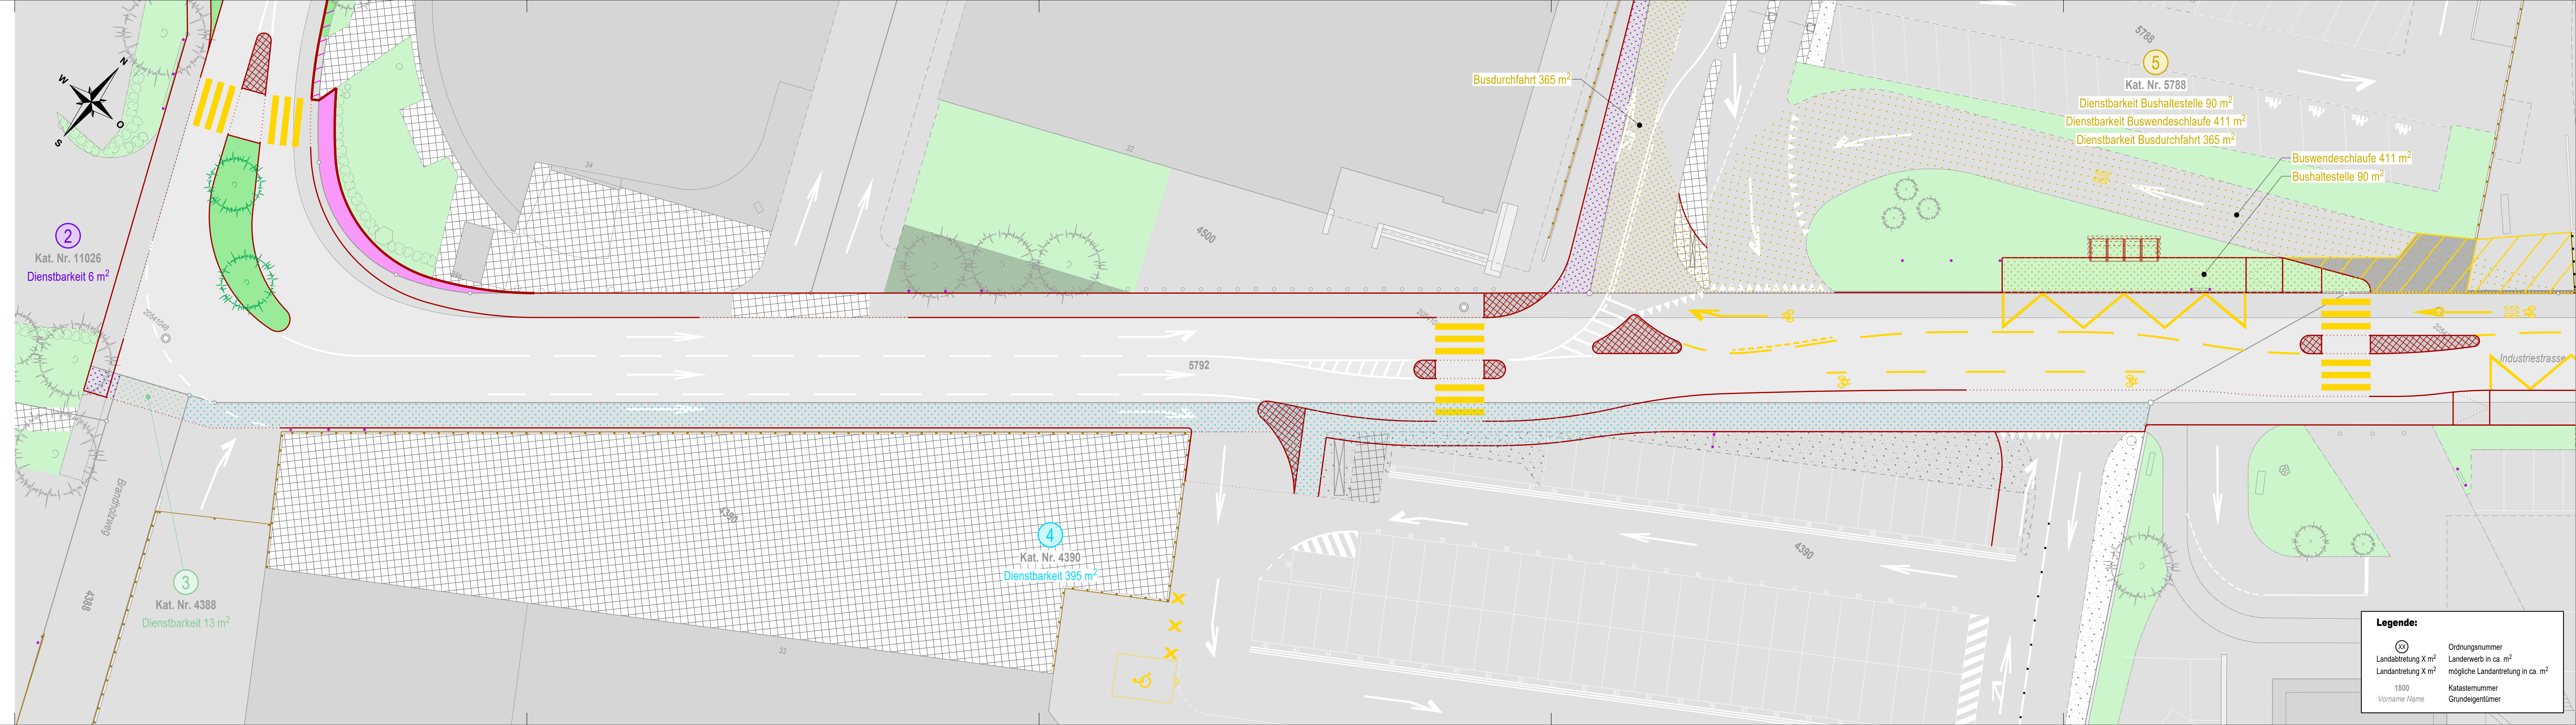 N
W
O
S
2
Kat. Nr. 11026
Dienstbarkeit 6 m²
20541048
Brandholzweg
4388
3
Kat. Nr. 4388
Dienstbarkeit 13 m²
34
32
4500
5792
4390
4
Kat. Nr. 4390
Dienstbarkeit 395 m²
33
4390
Busdurchfahrt 365 m²
5788
5
Kat. Nr. 5788
Dienstbarkeit Bushaltestelle 90 m²
Dienstbarkeit Buswendeschlaufe 411 m²
Dienstbarkeit Busdurchfahrt 365 m²
Buswendeschlaufe 411 m²
Bushaltestelle 90 m²
Industriestrasse
Legende:
XX Ordnungsnummer
Landabtretung X m² Landerwerb in ca. m²
Landantretung X m² mögliche Landantretung in ca. m²
1800 Katasternummer
Vorname Name Grundeigentümer